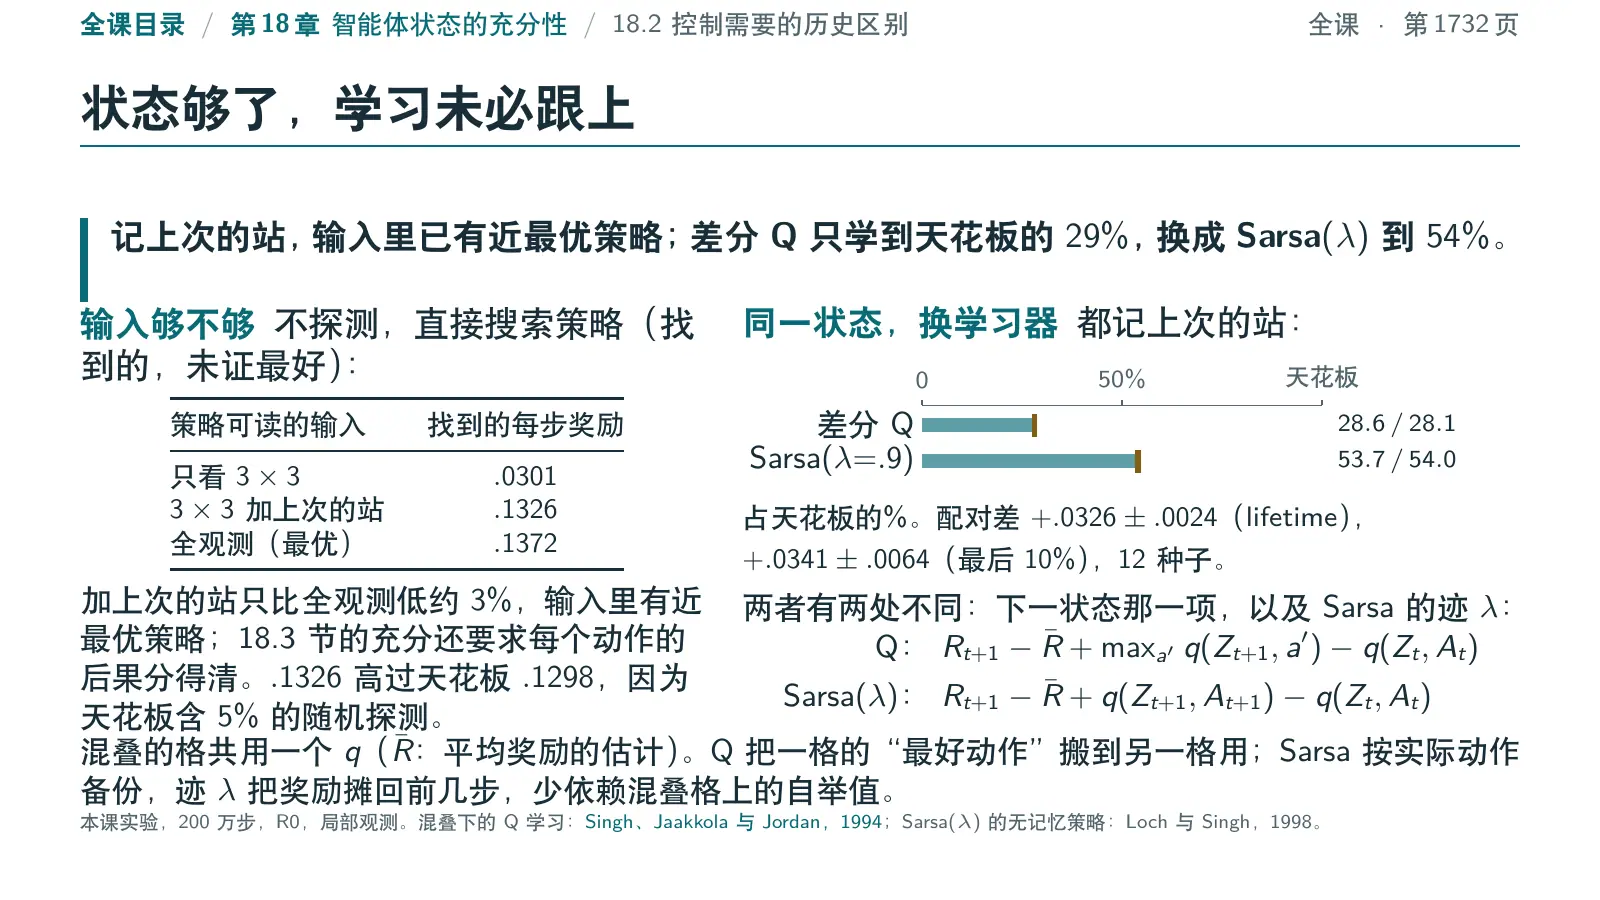 全课目录 / 第18章 智能体状态的充分性 / 18.2 控制需要的历史区别
全课 · 第1732页
状态够了，学习未必跟上
记上次的站，输入里已有近最优策略；差分 Q 只学到天花板的 29%，换成 Sarsa(λ) 到 54%。
输入够不够 不探测，直接搜索策略（找
到的，未证最好）：
策略可读的输入 找到的每步奖励
只看 3 × 3 .0301
3 × 3 加上次的站 .1326
全观测（最优） .1372
加上次的站只比全观测低约 3%，输入里有近
最优策略；18.3 节的充分还要求每个动作的
后果分得清。.1326 高过天花板 .1298，因为
天花板含 5% 的随机探测。
同一状态，换学习器 都记上次的站：
0 50% 天花板
差分 Q 28.6 / 28.1
Sarsa(λ=.9) 53.7 / 54.0
占天花板的%。配对差 +.0326 ± .0024（lifetime），
+.0341 ± .0064（最后 10%），12 种子。
两者有两处不同：下一状态那一项，以及 Sarsa 的迹 λ：
Q： R_{t+1} − R̄ + max_{a′} q(Z_{t+1}, a′) − q(Z_t, A_t)
Sarsa(λ)： R_{t+1} − R̄ + q(Z_{t+1}, A_{t+1}) − q(Z_t, A_t)
混叠的格共用一个 q（R̄：平均奖励的估计）。Q 把一格的“最好动作”搬到另一格用；Sarsa 按实际动作
备份，迹 λ 把奖励摊回前几步，少依赖混叠格上的自举值。
本课实验，200 万步，R0，局部观测。混叠下的 Q 学习：Singh、Jaakkola 与 Jordan，1994；Sarsa(λ) 的无记忆策略：Loch 与 Singh，1998。